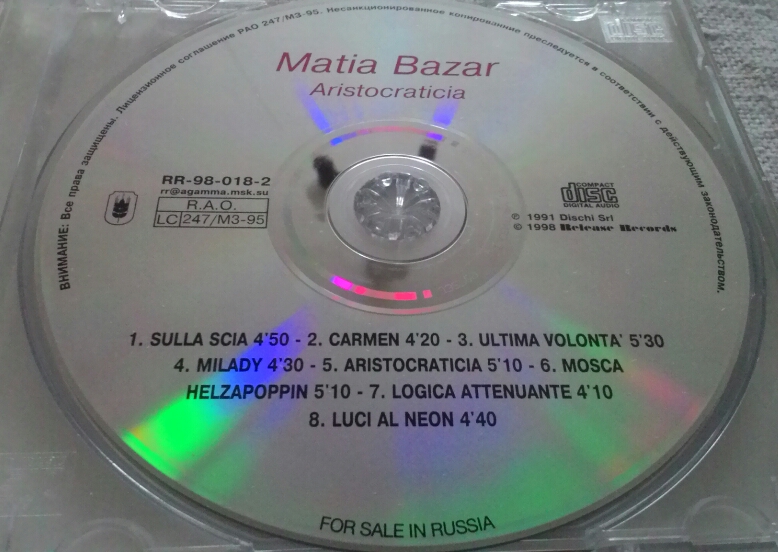 ВНИМАНИЕ: Все права защищены. Лицензионное соглашение РАО 247/МЗ-95. Несанкционированное копированние преследуется в соответствии с действующим законодательством.
Matia Bazar
Aristocraticia
RR-98-018-2
rr@agamma.msk.su
R.A.O.
LC 247/МЗ-95
COMPACT
disc
DIGITAL AUDIO
℗ 1991 Dischi Srl
© 1998 Release Records
1. SULLA SCIA 4'50 - 2. CARMEN 4'20 - 3. ULTIMA VOLONTA' 5'30
4. MILADY 4'30 - 5. ARISTOCRATICIA 5'10 - 6. MOSCA
HELZAPOPPIN 5'10 - 7. LOGICA ATTENUANTE 4'10
8. LUCI AL NEON 4'40
FOR SALE IN RUSSIA